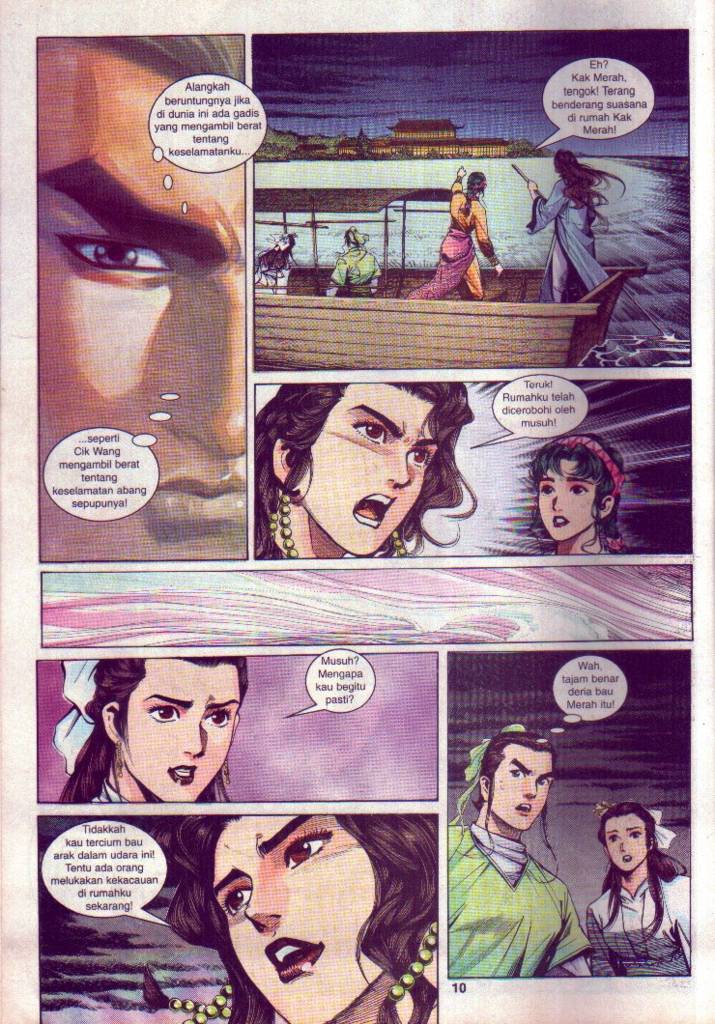 Alangkah
beruntungnya jika
di dunia ini ada gadis
yang mengambil berat
tentang
keselamatanku...
...seperti
Cik Wang
mengambil berat
tentang
keselamatan abang
sepupunya!
Eh?
Kak Merah,
tengok! Terang
benderang suasana
di rumah Kak
Merah!
Teruk!
Rumahku telah
dicerobohi oleh
musuh!
Musuh?
Mengapa
kau begitu
pasti?
Wah,
tajam benar
deria bau
Merah itu!
Tidakkah
kau tercium bau
arak dalam udara ini!
Tentu ada orang
melukakan kekacauan
di rumahku
sekarang!
10